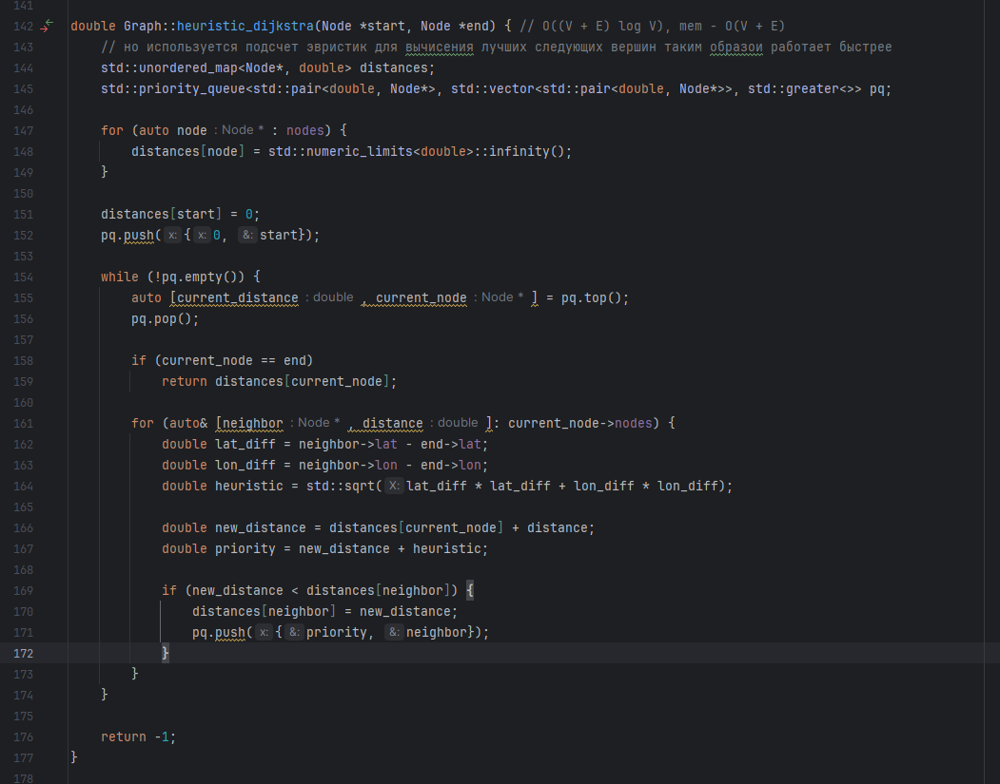 141
142 double Graph::heuristic_dijkstra(Node *start, Node *end) { // O((V + E) log V), mem - O(V + E)
143 // но используется подсчет эвристик для вычисения лучших следующих вершин таким образои работает быстрее
144 std::unordered_map<Node*, double> distances;
145 std::priority_queue<std::pair<double, Node*>, std::vector<std::pair<double, Node*>>, std::greater<>> pq;
146
147 for (auto node : Node * : nodes) {
148 distances[node] = std::numeric_limits<double>::infinity();
149 }
150
151 distances[start] = 0;
152 pq.push( x: { x: 0, &: start});
153
154 while (!pq.empty()) {
155 auto [current_distance : double , current_node : Node * ] = pq.top();
156 pq.pop();
157
158 if (current_node == end)
159 return distances[current_node];
160
161 for (auto& [neighbor : Node * , distance : double ]: current_node->nodes) {
162 double lat_diff = neighbor->lat - end->lat;
163 double lon_diff = neighbor->lon - end->lon;
164 double heuristic = std::sqrt( X: lat_diff * lat_diff + lon_diff * lon_diff);
165
166 double new_distance = distances[current_node] + distance;
167 double priority = new_distance + heuristic;
168
169 if (new_distance < distances[neighbor]) {
170 distances[neighbor] = new_distance;
171 pq.push( x: { &: priority, &: neighbor});
172 }
173 }
174 }
175
176 return -1;
177 }
178